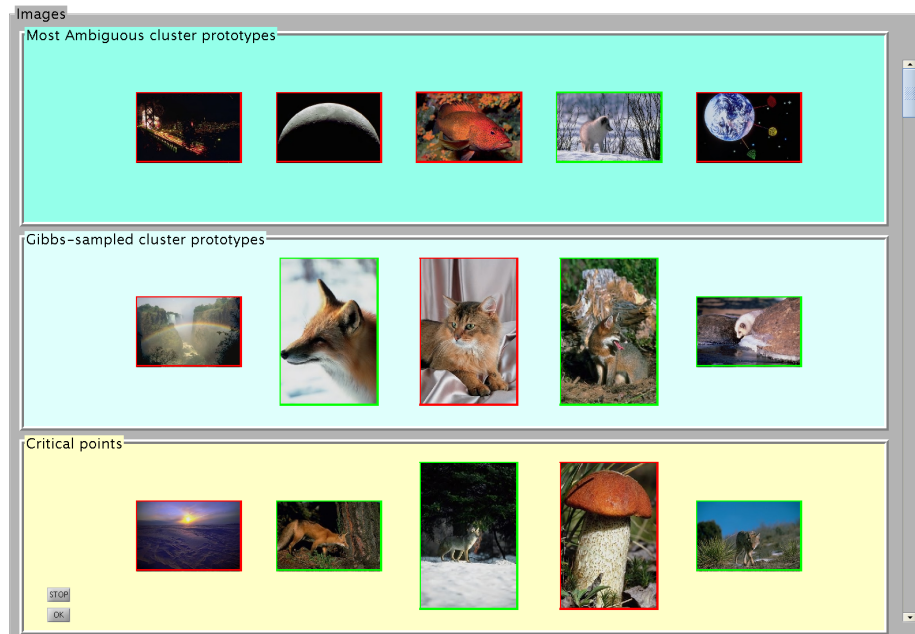 Images
Most Ambiguous cluster prototypes
Gibbs-sampled cluster prototypes
Critical points
STOP
OK